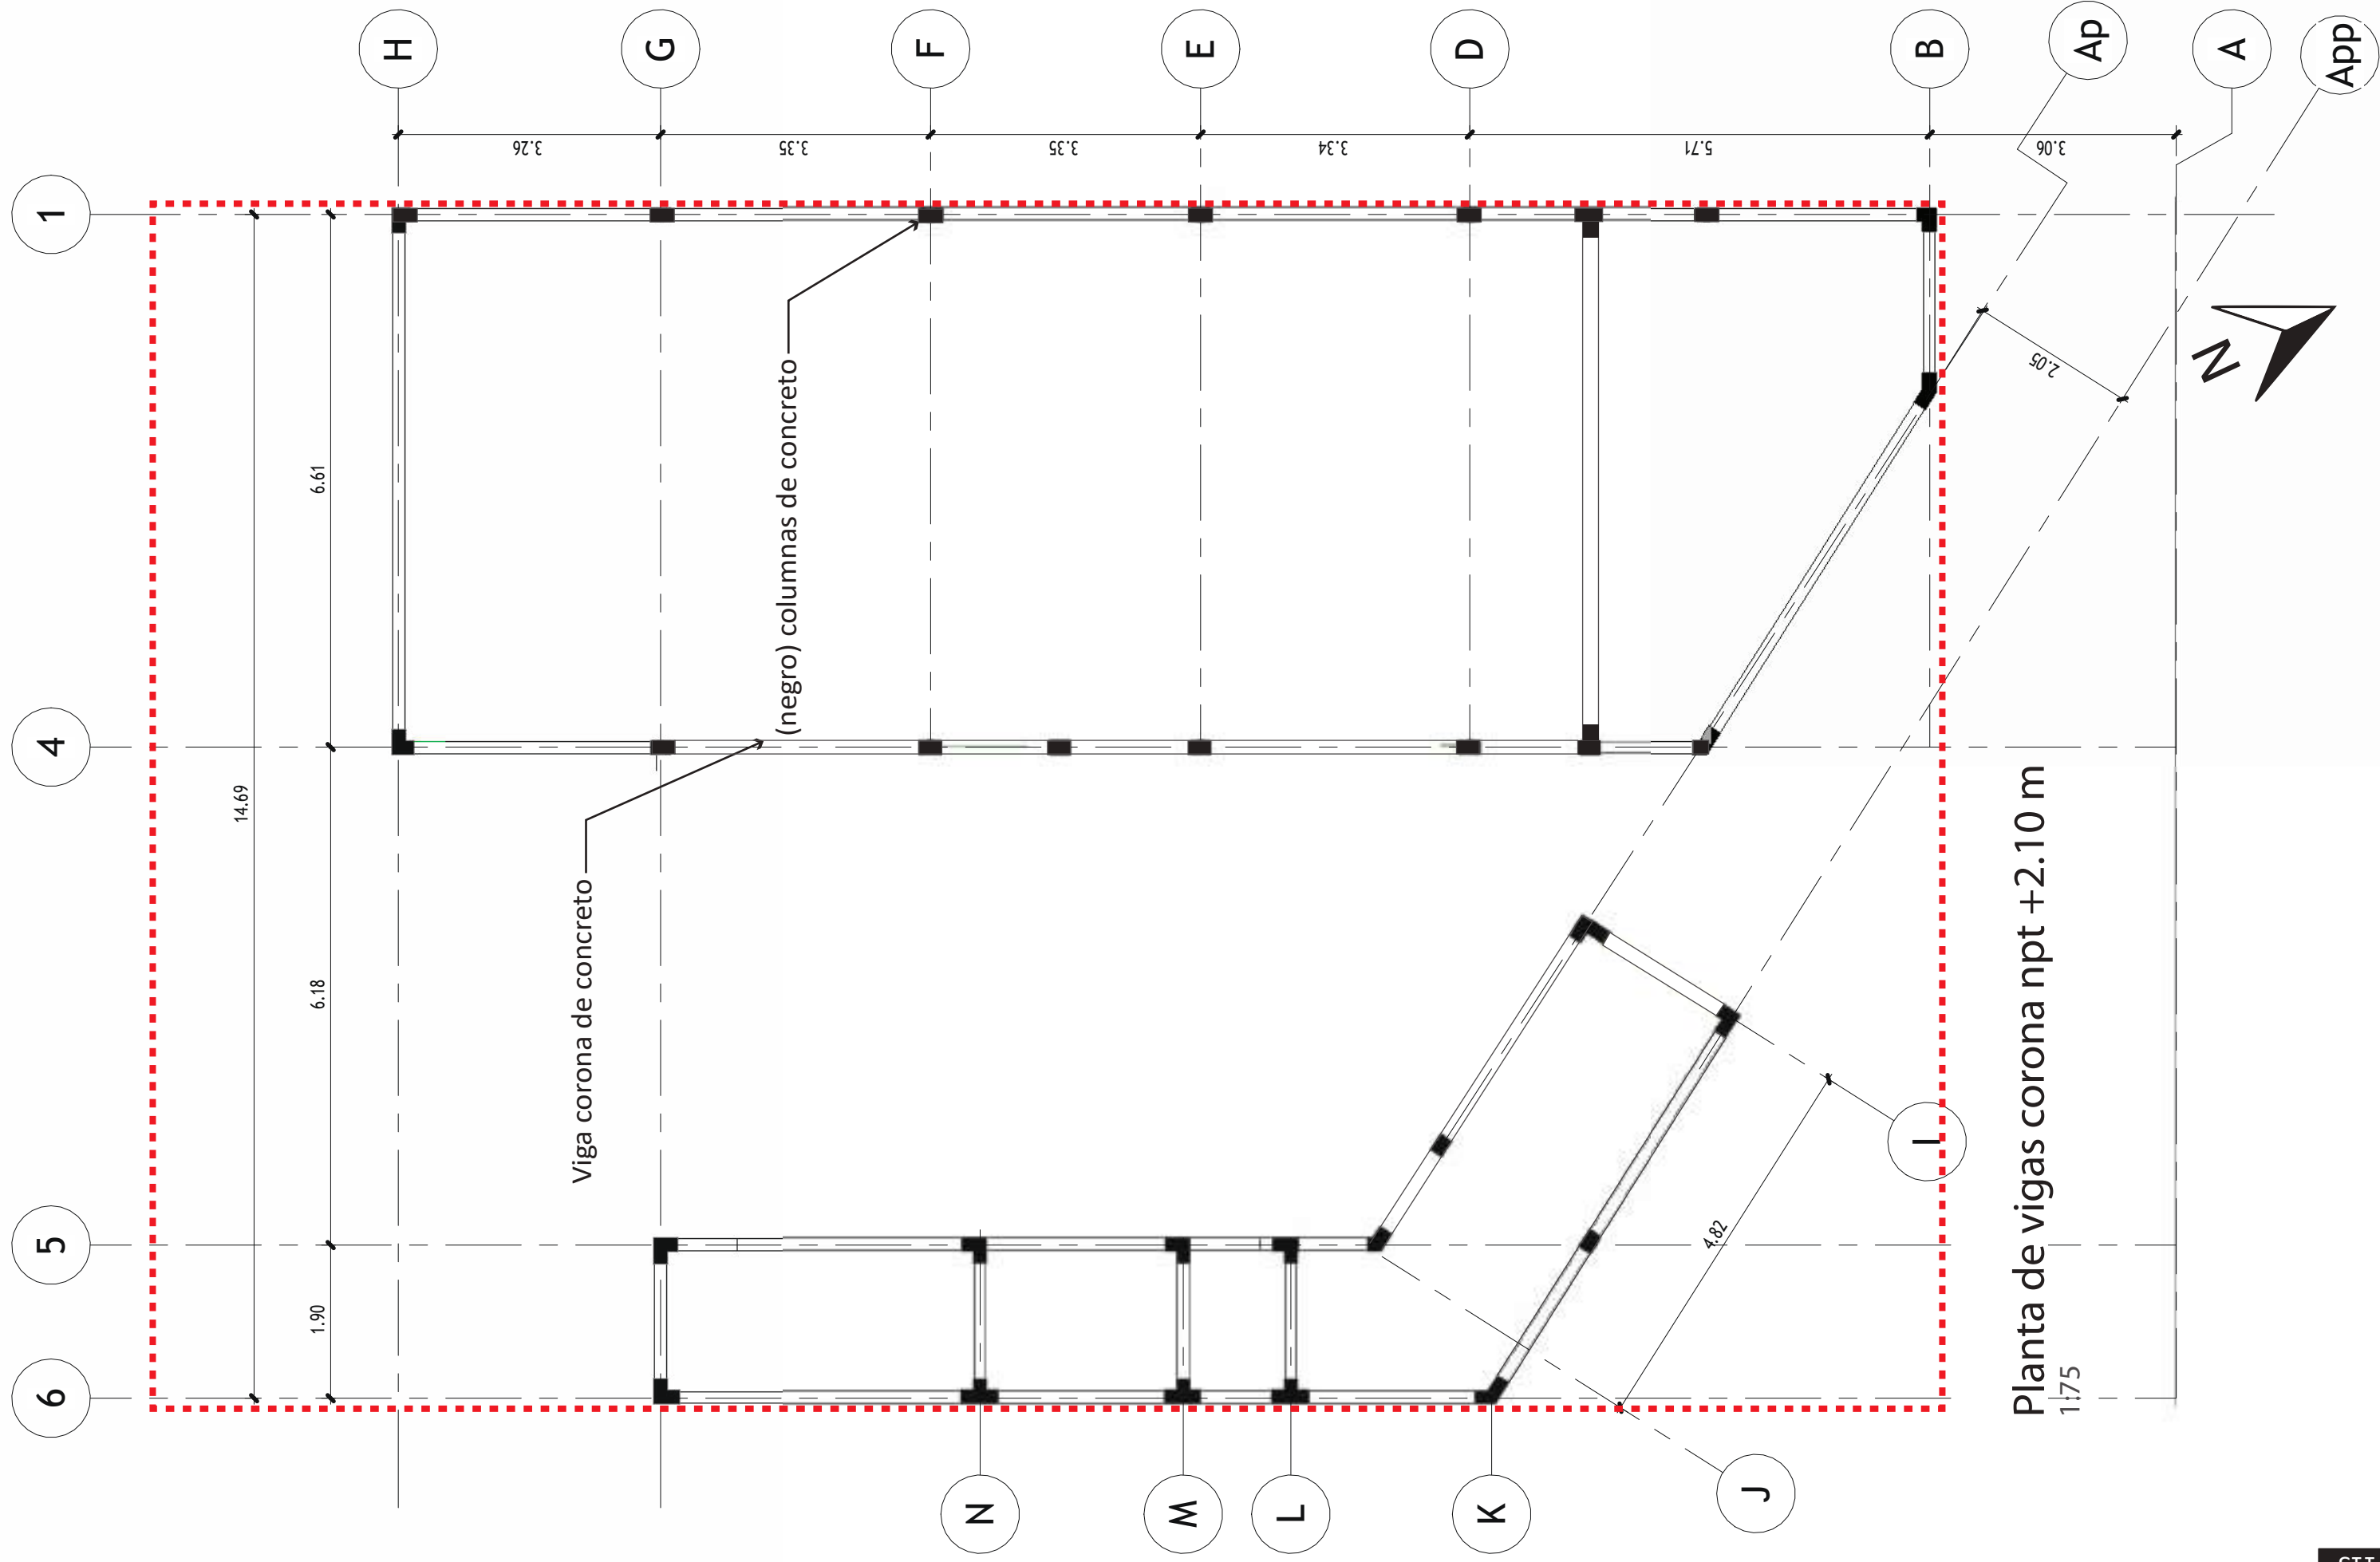 H
G
F
E
D
B
Ap
A
App
3.26
3.35
3.35
3.34
5.71
3.06
1
4
5
6
14.69
6.61
6.18
1.90
(negro) columnas de concreto
Viga corona de concreto
2.05
N
4.82
I
J
K
L
M
N
Planta de vigas corona npt +2.10 m
1:75